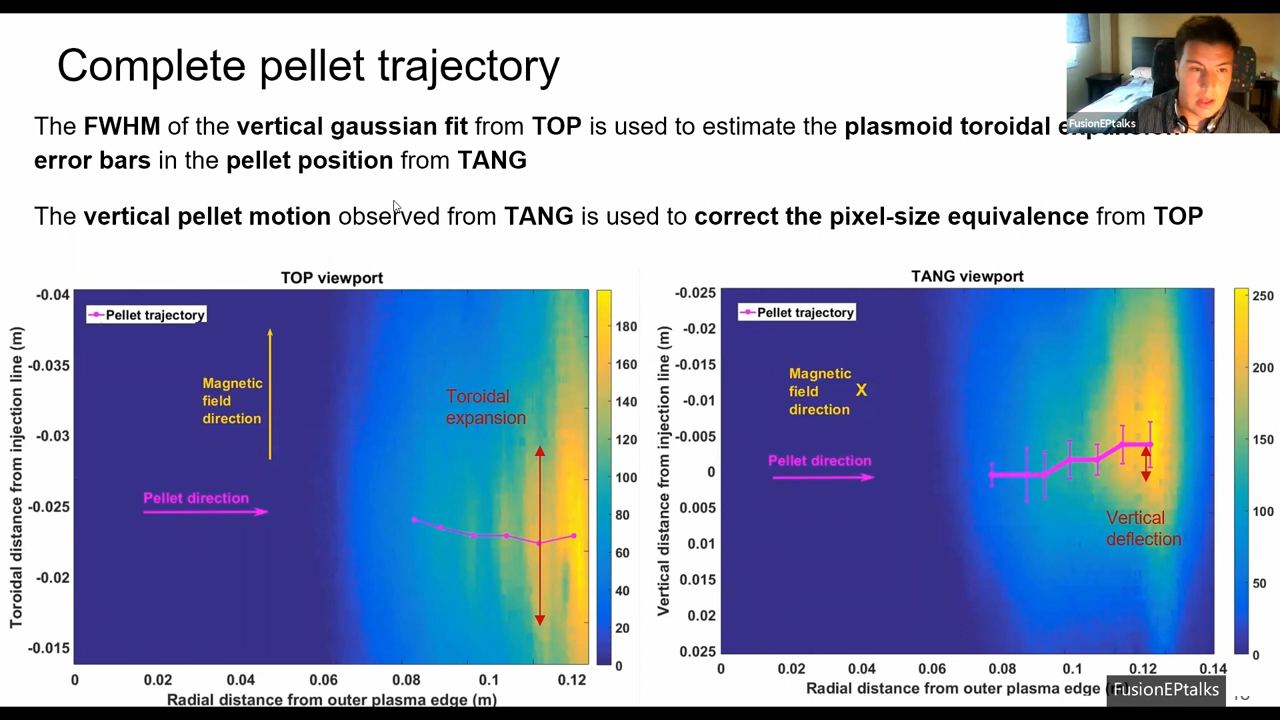 Complete pellet trajectory
FusionEPtalks
The FWHM of the vertical gaussian fit from TOP is used to estimate the plasmoid toroidal expansion
error bars in the pellet position from TANG
The vertical pellet motion observed from TANG is used to correct the pixel-size equivalence from TOP
TOP viewport
Toroidal distance from injection line (m)
-0.04
-0.035
-0.03
-0.025
-0.02
-0.015
Pellet trajectory
Magnetic
field
direction
Pellet direction
Toroidal
expansion
180
160
140
120
100
80
60
40
20
0
0 0.02 0.04 0.06 0.08 0.1 0.12
Radial distance from outer plasma edge (m)
TANG viewport
Vertical distance from injection line (m)
-0.025
-0.02
-0.015
-0.01
-0.005
0
0.005
0.01
0.015
0.02
0.025
Pellet trajectory
Magnetic
field
direction
X
Pellet direction
Vertical
deflection
250
200
150
100
50
0
0 0.02 0.04 0.06 0.08 0.1 0.12 0.14
Radial distance from outer plasma edge
FusionEPtalks